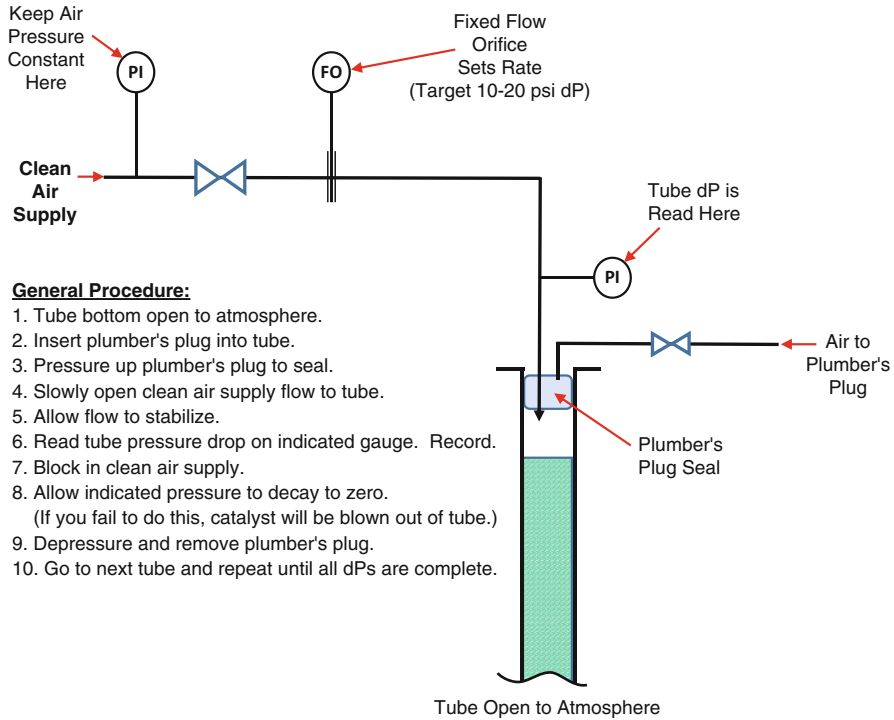 Keep Air
Pressure
Constant
Here
PI
FO
Fixed Flow
Orifice
Sets Rate
(Target 10-20 psi dP)
Clean
Air
Supply
Tube dP is
Read Here
PI
General Procedure:
1. Tube bottom open to atmosphere.
2. Insert plumber's plug into tube.
3. Pressure up plumber's plug to seal.
4. Slowly open clean air supply flow to tube.
5. Allow flow to stabilize.
6. Read tube pressure drop on indicated gauge.  Record.
7. Block in clean air supply.
8. Allow indicated pressure to decay to zero.
(If you fail to do this, catalyst will be blown out of tube.)
9. Depressure and remove plumber's plug.
10. Go to next tube and repeat until all dPs are complete.
Air to
Plumber's
Plug
Plumber's
Plug Seal
Tube Open to Atmosphere